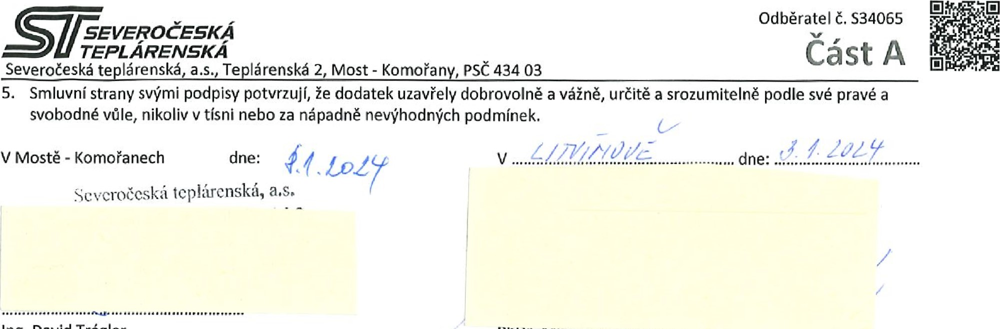 SEVEROČESKÁ
TEPLÁRENSKÁ
Odběratel č. S34065
Část A
Severočeská teplárenská, a.s., Teplárenská 2, Most - Komořany, PSČ 434 03
5. Smluvní strany svými podpisy potvrzují, že dodatek uzavřely dobrovolně a vážně, určitě a srozumitelně podle své pravé a
svobodné vůle, nikoliv v tísni nebo za nápadně nevýhodných podmínek.
V Mostě - Komořanech dne: .1.2024
V LITVÍNOVĚ dne: 3.1.2024
Severočeská teplárenská, a.s.
Ing. David